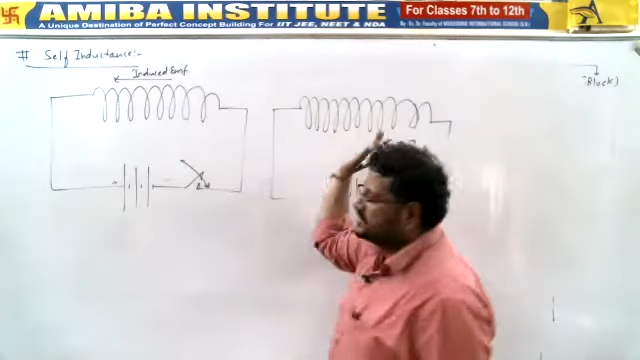 AMIBA INSTITUTE
A Unique Destination of Perfect Concept Building For IIT JEE, NEET & NDA
For Classes 7th to 12th
# Self Inductance:-
Induced Emf